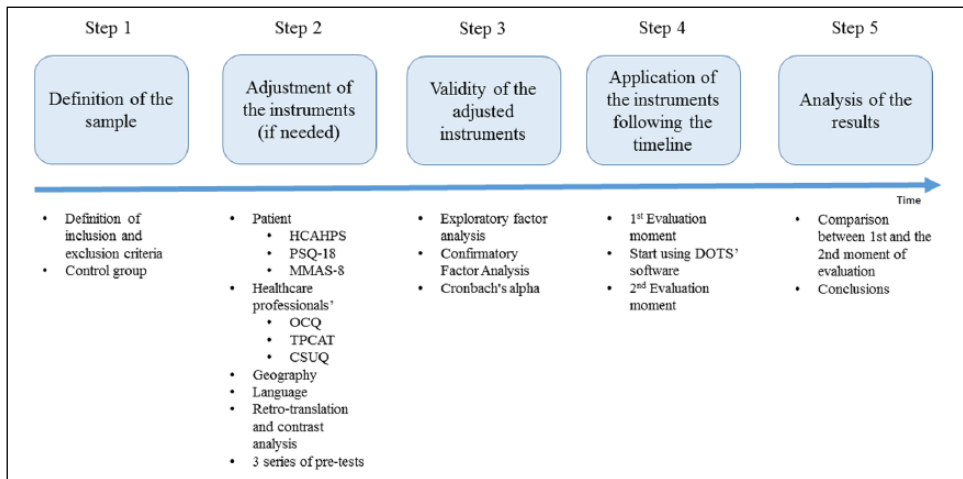 Step 1
Step 2
Step 3
Step 4
Step 5
Definition of the
sample
Adjustment of
the instruments
(if needed)
Validity of the
adjusted
instruments
Application of
the instruments
following the
timeline
Analysis of the
results
Time
• Definition of
inclusion and
exclusion criteria
• Control group
• Patient
• HCAHPS
• PSQ-18
• MMAS-8
• Healthcare
professionals’
• OCQ
• TPCAT
• CSUQ
• Geography
• Language
• Retro-translation
and contrast
analysis
• 3 series of pre-tests
• Exploratory factor
analysis
• Confirmatory
Factor Analysis
• Cronbach's alpha
• 1st Evaluation
moment
• Start using DOTS’
software
• 2nd Evaluation
moment
• Comparison
between 1st and the
2nd moment of
evaluation
• Conclusions